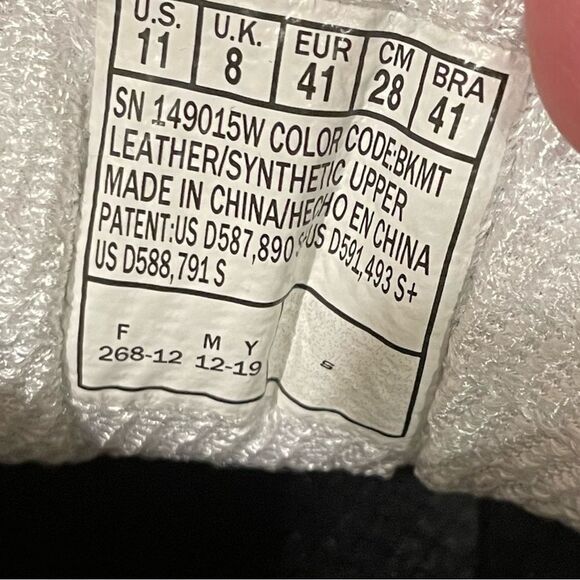 U.S. U.K. EUR CM BRA
11 8 41 28 41
SN 149015W COLOR CODE:BKMT
LEATHER/SYNTHETIC UPPER
MADE IN CHINA/HECHO EN CHINA
PATENT:US D587,890 S+US D591,493 S+
US D588,791 S
F M Y
268-12 12-19 S